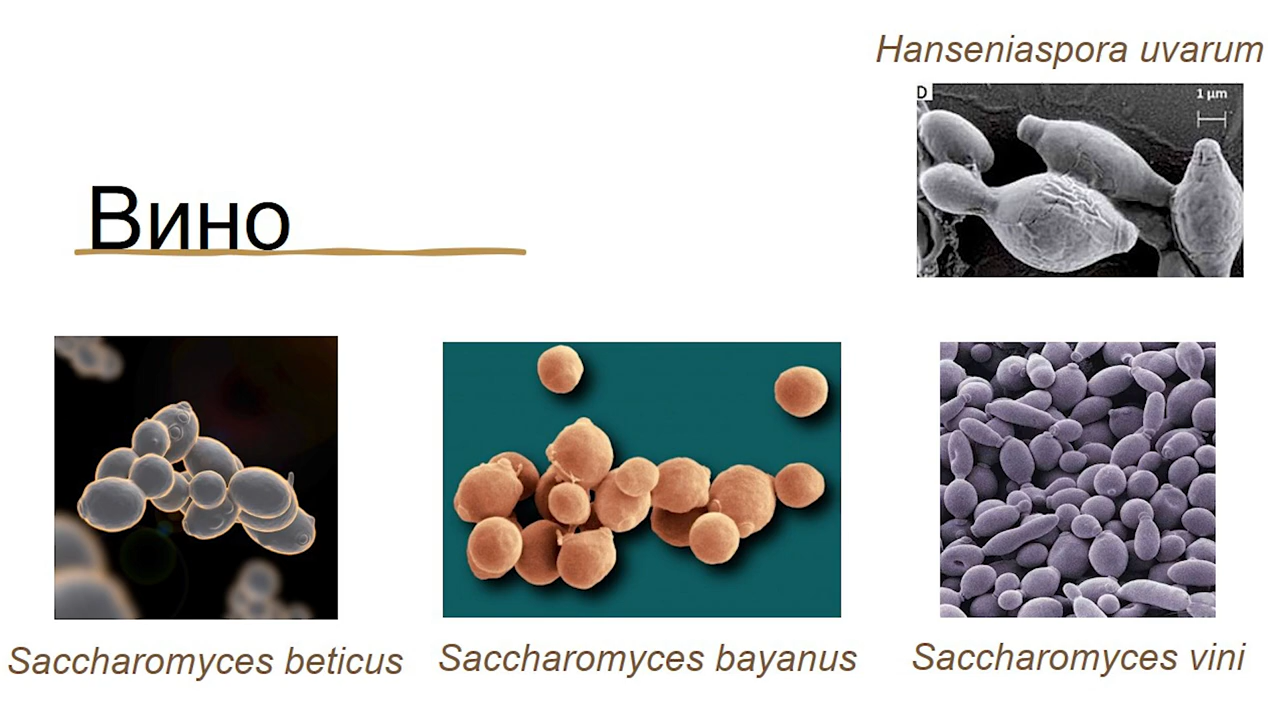 Hanseniaspora uvarum
D
1 µm
Вино
Saccharomyces beticus
Saccharomyces bayanus
Saccharomyces vini